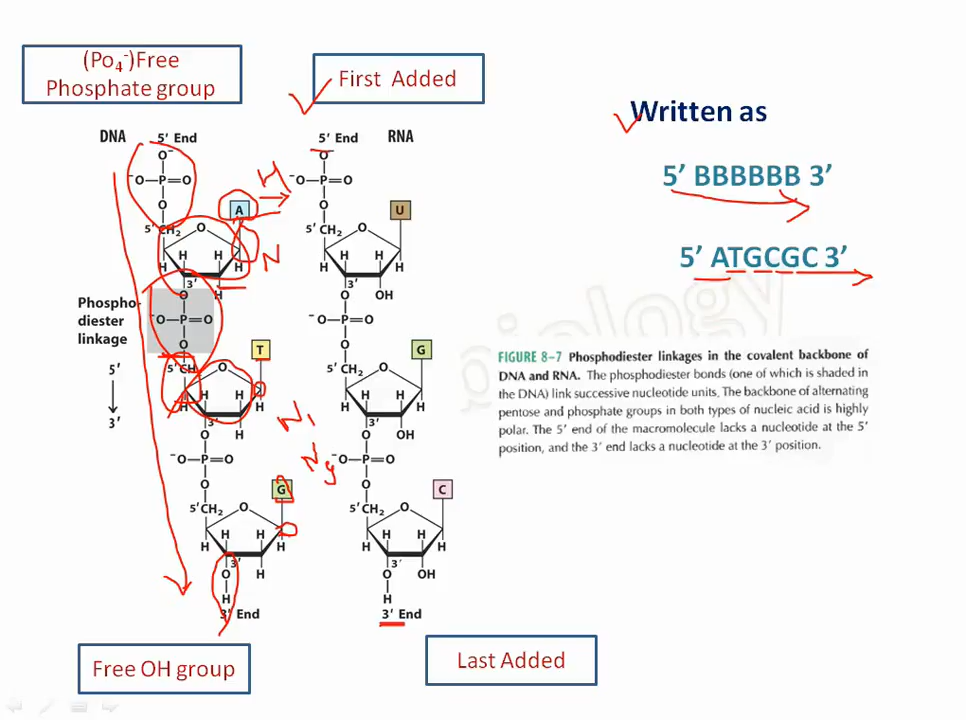 (Po4-)Free
Phosphate group
First Added
DNA
5' End
5' End
RNA
O-
-O-P=O
O
5' CH2
O
A
H H H H
3'
H
O-
-O-P=O
O
5' CH2
O
U
H H H H
3'
O OH
Phospho-
diester
linkage
5'
3'
O
-O-P=O
O
5' CH
O
T
H H H H
3'
O H
-O-P=O
O
5' CH2
O
G
H H H H
3'
O OH
-O-P=O
O
5' CH2
O
G
H H H H
3'
O H
H
3' End
-O-P=O
O
5' CH2
O
C
H H H H
3'
O OH
H
3' End
N
N1
Free OH group
Last Added
Written as
5' BBBBBB 3'
5' ATGCGC 3'
biology
FIGURE 8–7 Phosphodiester linkages in the covalent backbone of
DNA and RNA. The phosphodiester bonds (one of which is shaded in
the DNA) link successive nucleotide units. The backbone of alternating
pentose and phosphate groups in both types of nucleic acid is highly
polar. The 5' end of the macromolecule lacks a nucleotide at the 5'
position, and the 3' end lacks a nucleotide at the 3' position.